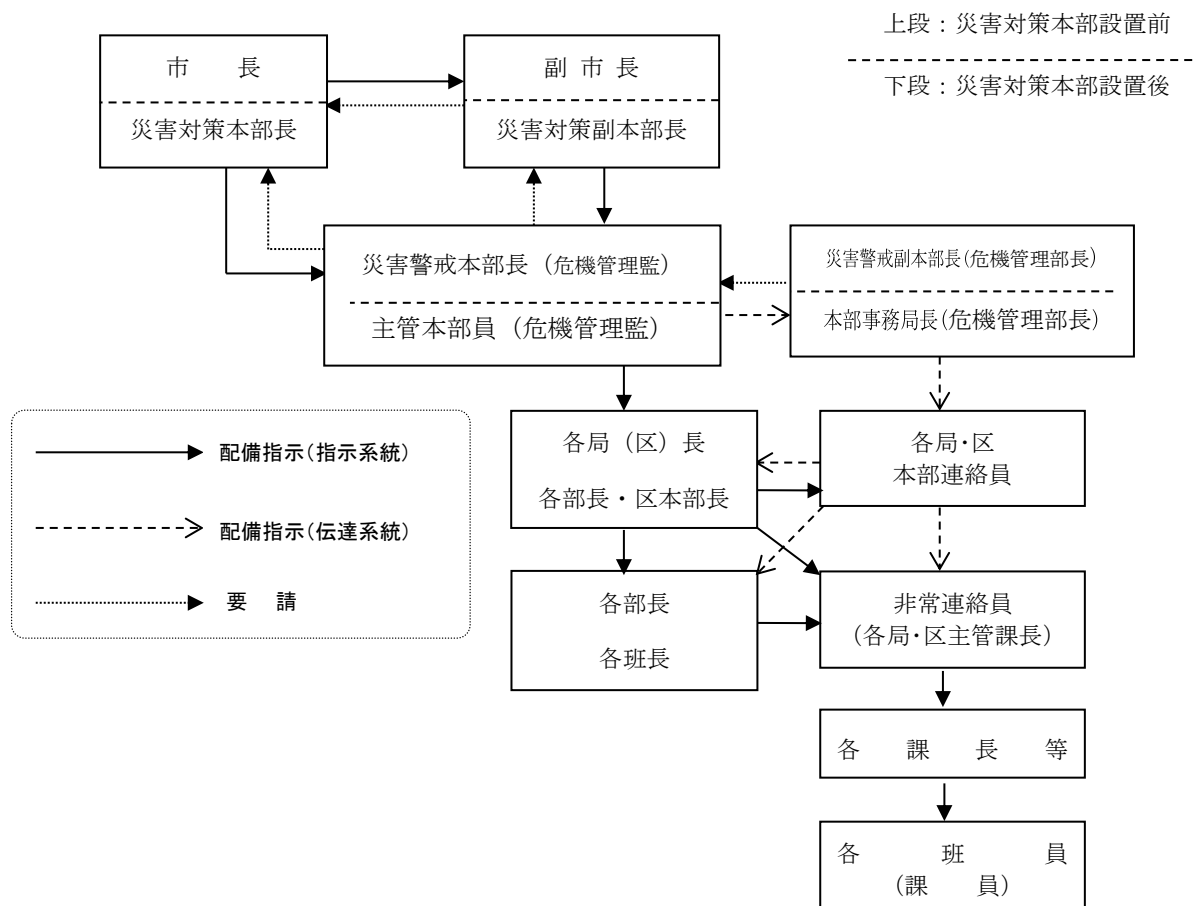 上段:災害対策本部設置前
下段:災害対策本部設置後
市 長
災害対策本部長
副 市 長
災害対策副本部長
災害警戒本部長(危機管理監)
主管本部員(危機管理監)
災害警戒副本部長(危機管理部長)
本部事務局長(危機管理部長)
配備指示(指示系統)
配備指示(伝達系統)
要 請
各局(区)長
各部長・区本部長
各局・区
本部連絡員
各部長
各班長
非常連絡員
(各局・区主管課長)
各 課 長 等
各 班 員
(課 員)